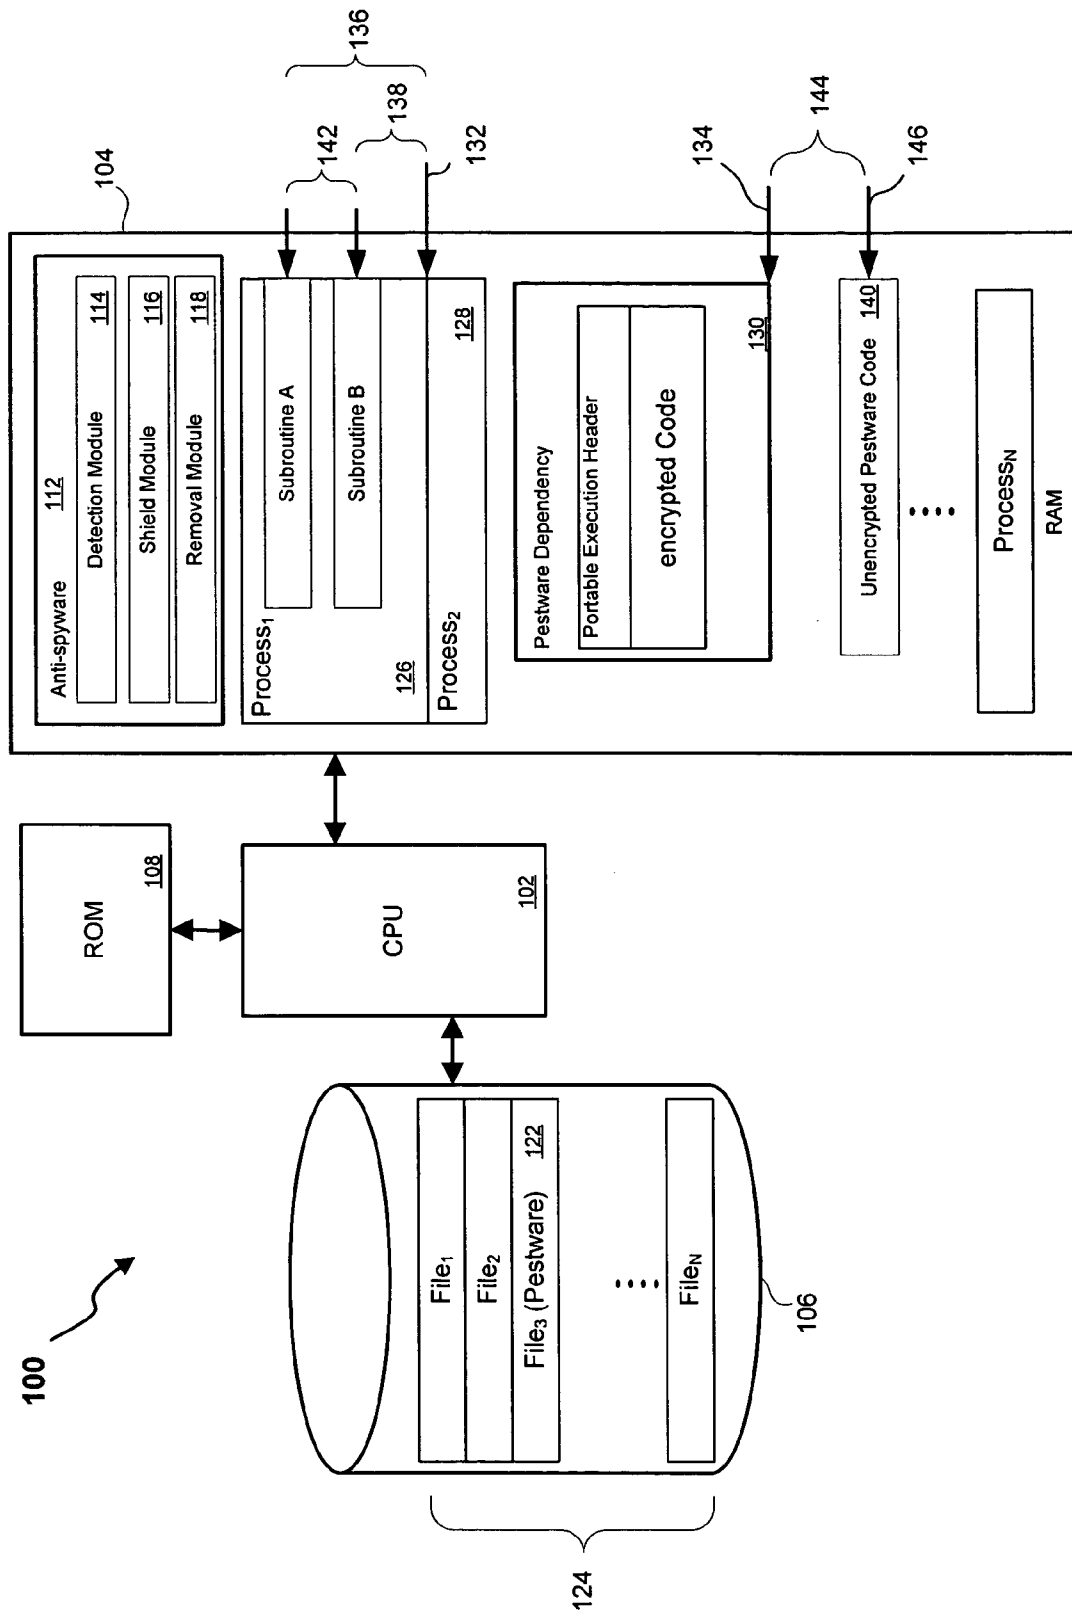 100
124
File₁
File₂
File₃ (Pestware) 122
File_N
106
ROM
108
CPU
102
104
Anti-spyware
112
Detection Module 114
Shield Module 116
Removal Module 118
Process₁
Subroutine A
Subroutine B
126
Process₂ 128
Pestware Dependency
Portable Execution Header
encrypted Code
130
Unencrypted Pestware Code 140
Process_N
RAM
142
136
138
132
134
144
146